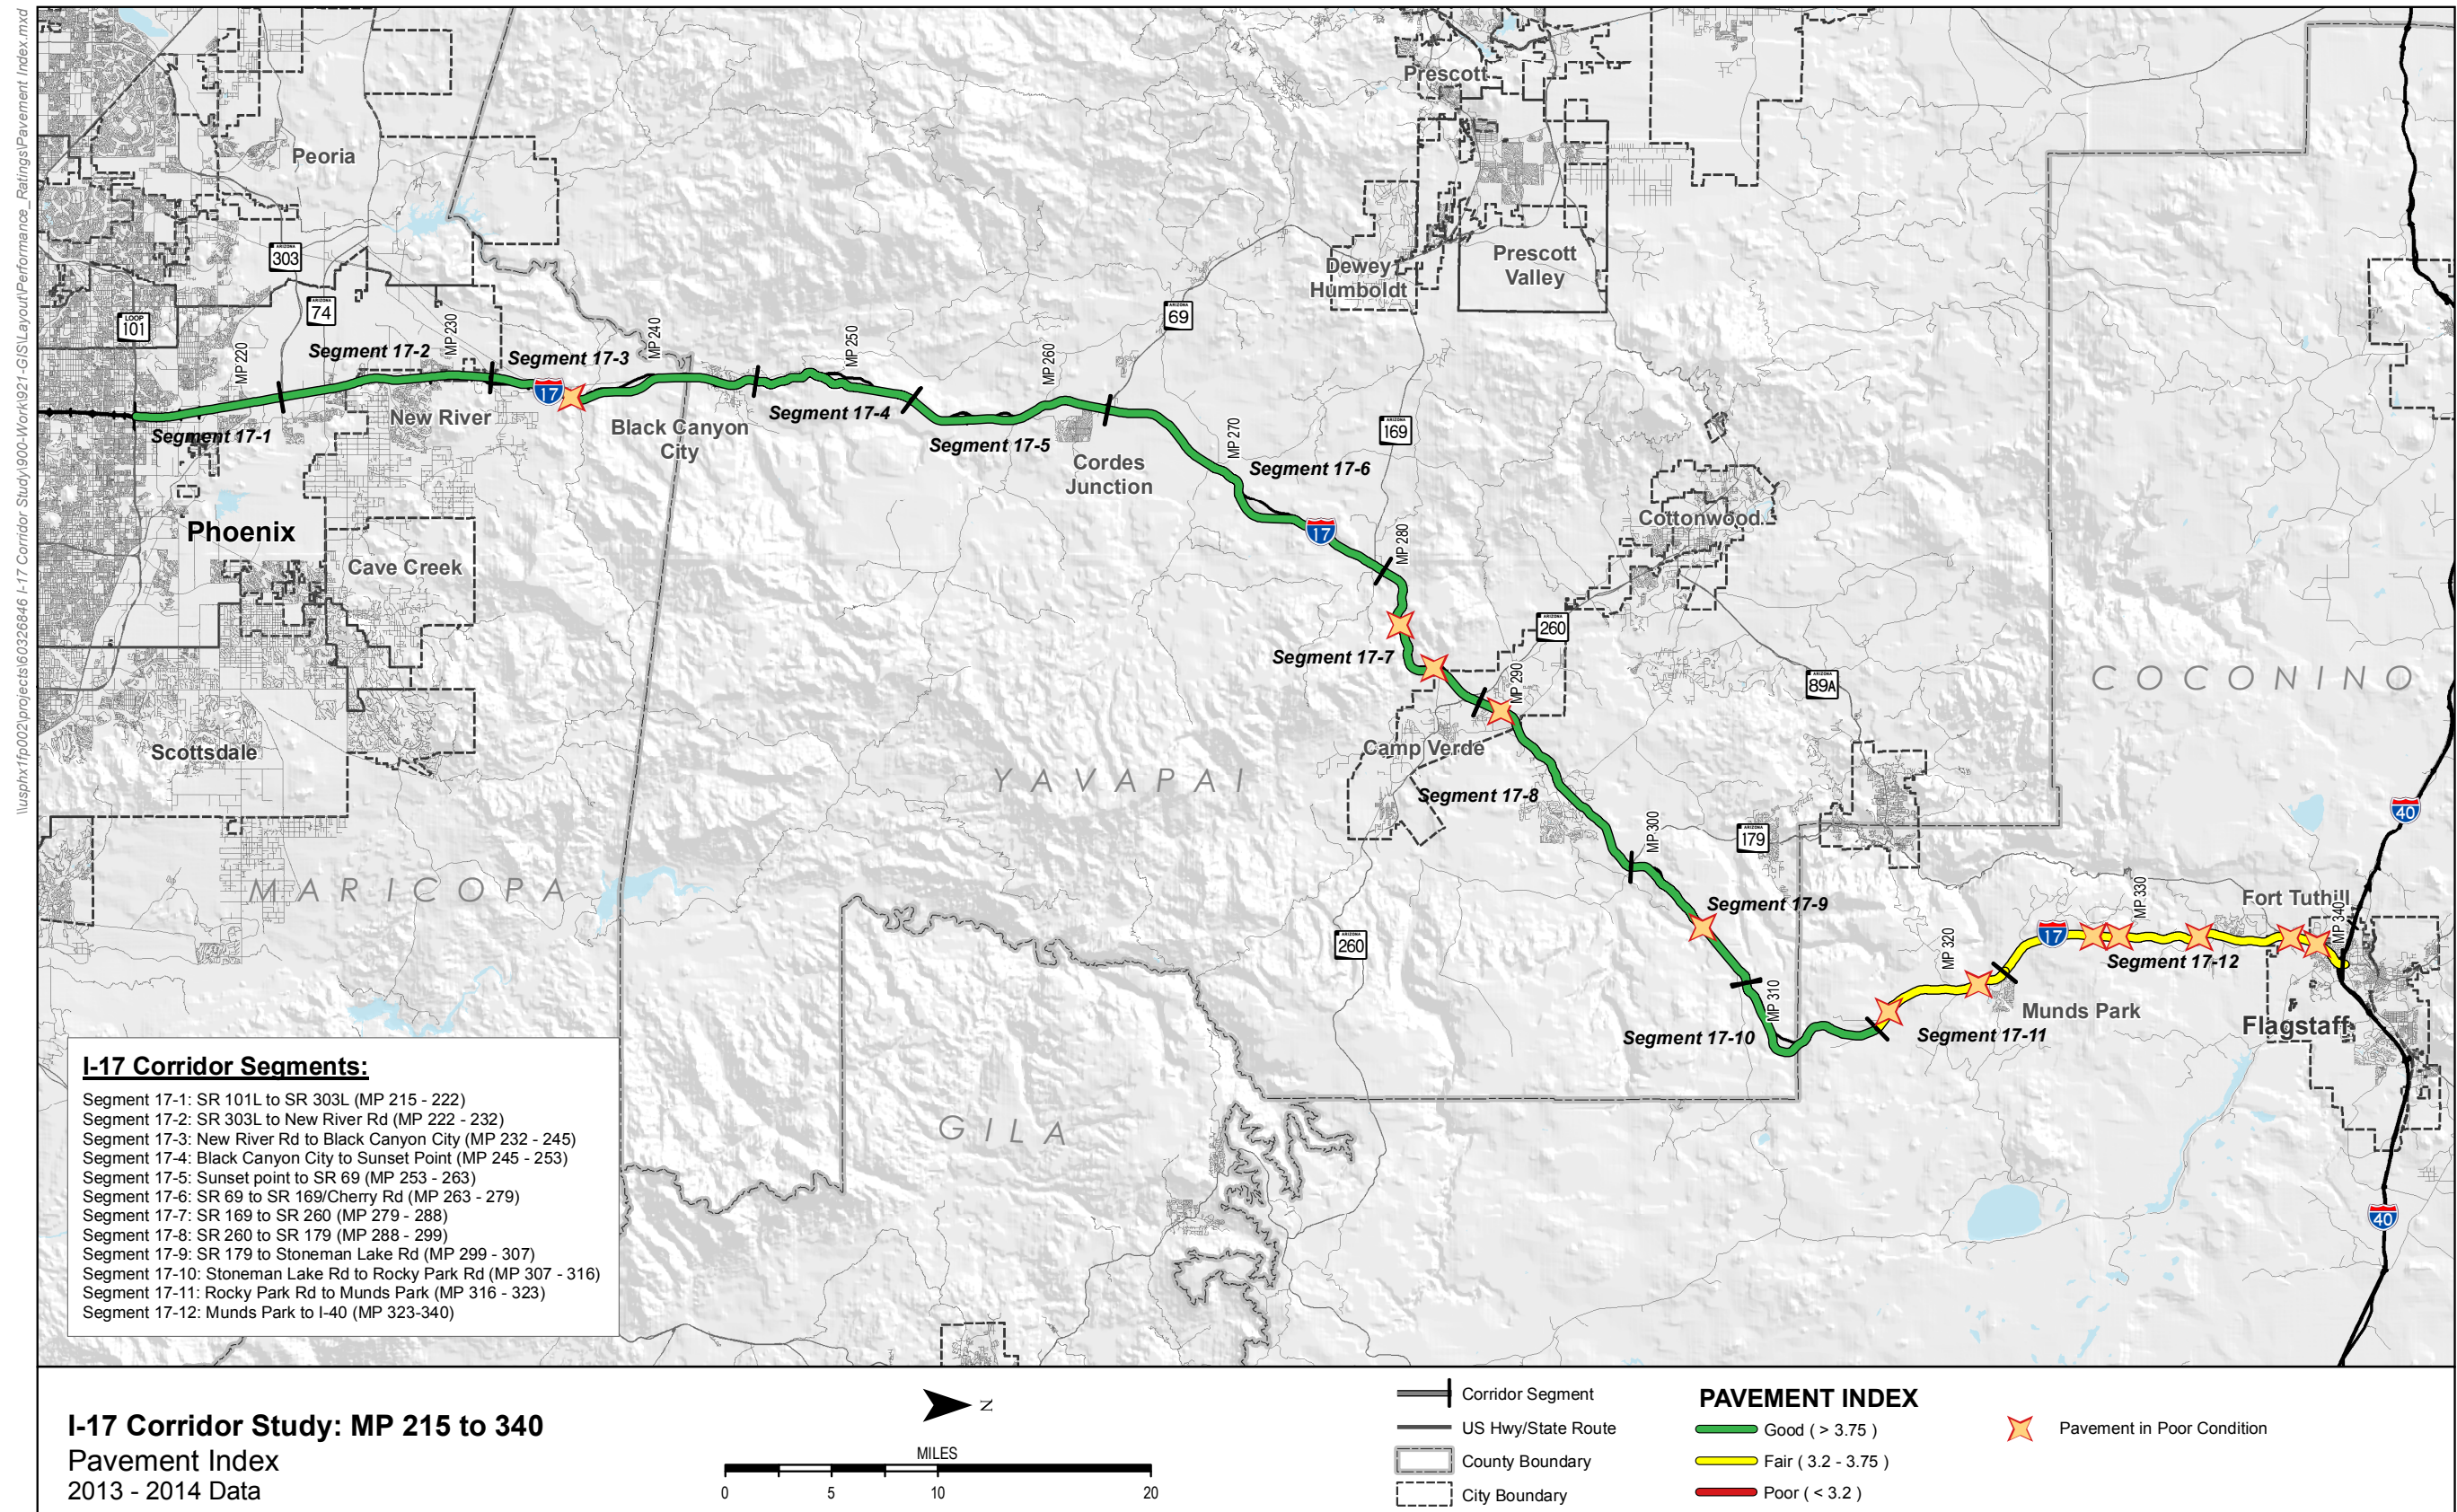 \\usphx1fp002\projects\60326846 I-17 Corridor Study\900-Work\921-GIS\Layout\Performance_Ratings\Pavement Index.mxd
Prescott
Peoria
ARIZONA
303
Prescott
Valley
Dewey-
Humboldt
ARIZONA
74
LOOP
101
ARIZONA
69
MP 220
Segment 17-2
MP 230
Segment 17-3
MP 240
MP 250
MP 260
17
Segment 17-1
New River
Black Canyon
City
Segment 17-4
Segment 17-5
Cordes
Junction
MP 270
Segment 17-6
ARIZONA
169
Phoenix
Cave Creek
17
MP 280
Cottonwood
ARIZONA
260
Segment 17-7
MP 290
ARIZONA
89A
COCONINO
Scottsdale
Camp Verde
YAVAPAI
Segment 17-8
MP 300
ARIZONA
179
40
MARICOPA
Segment 17-9
ARIZONA
260
MP 310
Segment 17-10
MP 320
17
MP 330
Segment 17-12
Fort Tuthill
MP 340
Munds Park
Segment 17-11
Flagstaff
GILA
40
I-17 Corridor Segments:
Segment 17-1: SR 101L to SR 303L (MP 215 - 222)
Segment 17-2: SR 303L to New River Rd (MP 222 - 232)
Segment 17-3: New River Rd to Black Canyon City (MP 232 - 245)
Segment 17-4: Black Canyon City to Sunset Point (MP 245 - 253)
Segment 17-5: Sunset point to SR 69 (MP 253 - 263)
Segment 17-6: SR 69 to SR 169/Cherry Rd (MP 263 - 279)
Segment 17-7: SR 169 to SR 260 (MP 279 - 288)
Segment 17-8: SR 260 to SR 179 (MP 288 - 299)
Segment 17-9: SR 179 to Stoneman Lake Rd (MP 299 - 307)
Segment 17-10: Stoneman Lake Rd to Rocky Park Rd (MP 307 - 316)
Segment 17-11: Rocky Park Rd to Munds Park (MP 316 - 323)
Segment 17-12: Munds Park to I-40 (MP 323-340)
I-17 Corridor Study: MP 215 to 340
Pavement Index
2013 - 2014 Data
N
MILES
0 5 10 20
Corridor Segment
US Hwy/State Route
County Boundary
City Boundary
PAVEMENT INDEX
Good ( > 3.75 )
Fair ( 3.2 - 3.75 )
Poor ( < 3.2 )
Pavement in Poor Condition